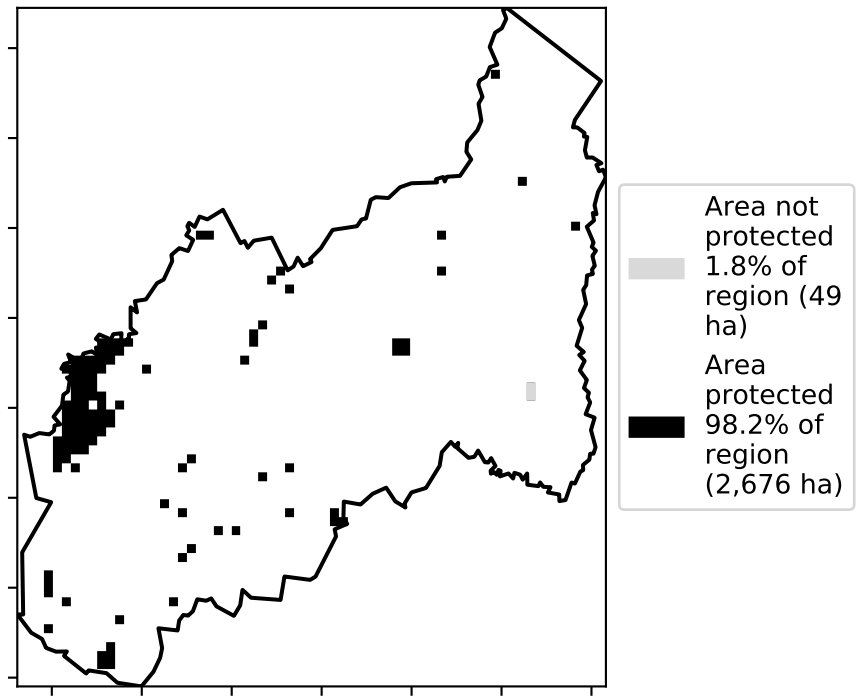 Area not
protected
1.8% of
region (49
ha)
Area
protected
98.2% of
region
(2,676 ha)